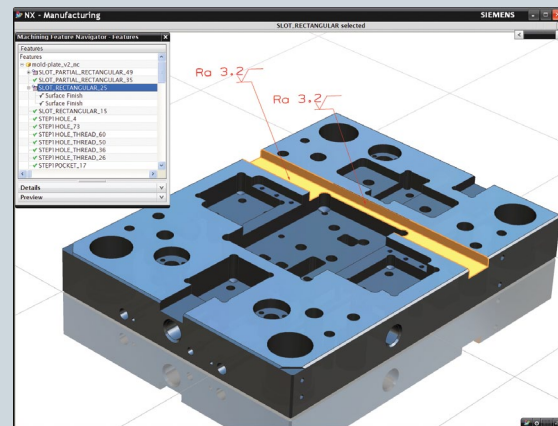 NX - Manufacturing
SIEMENS
SLOT_RECTANGULAR selected
Machining Feature Navigator - Features
Features
Features
mold-plate_v2_nc
SLOT_PARTIAL_RECTANGULAR_49
SLOT_PARTIAL_RECTANGULAR_35
SLOT_RECTANGULAR_25
Surface Finish
Surface Finish
SLOT_RECTANGULAR_15
STEP1HOLE_4
STEP1HOLE_73
STEP1HOLE_THREAD_60
STEP1HOLE_THREAD_50
STEP1HOLE_THREAD_36
STEP1HOLE_THREAD_26
STEP1POCKET_17
Details
Preview
Ra 3.2
Ra 3.2